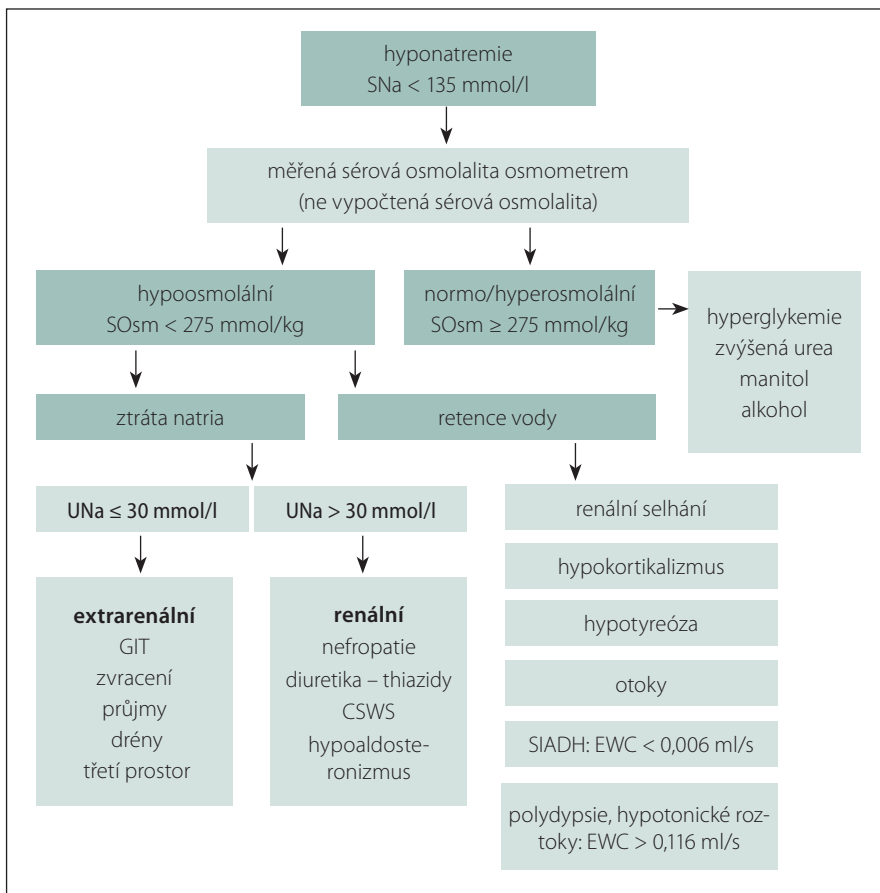 hyponatremie
SNa < 135 mmol/l
měřená sérová osmolalita osmometrem
(ne vypočtená sérová osmolalita)
hypoosmolální
SOsm < 275 mmol/kg
normo/hyperosmolální
SOsm ≥ 275 mmol/kg
hyperglykemie
zvýšená urea
manitol
alkohol
ztráta natria
retence vody
UNa ≤ 30 mmol/l
UNa > 30 mmol/l
extrarenální
GIT
zvracení
průjmy
drény
třetí prostor
renální
nefropatie
diuretika – thiazidy
CSWS
hypoaldoste-
ronizmus
renální selhání
hypokortikalizmus
hypotyreóza
otoky
SIADH: EWC < 0,006 ml/s
polydypsie, hypotonické roz-
toky: EWC > 0,116 ml/s